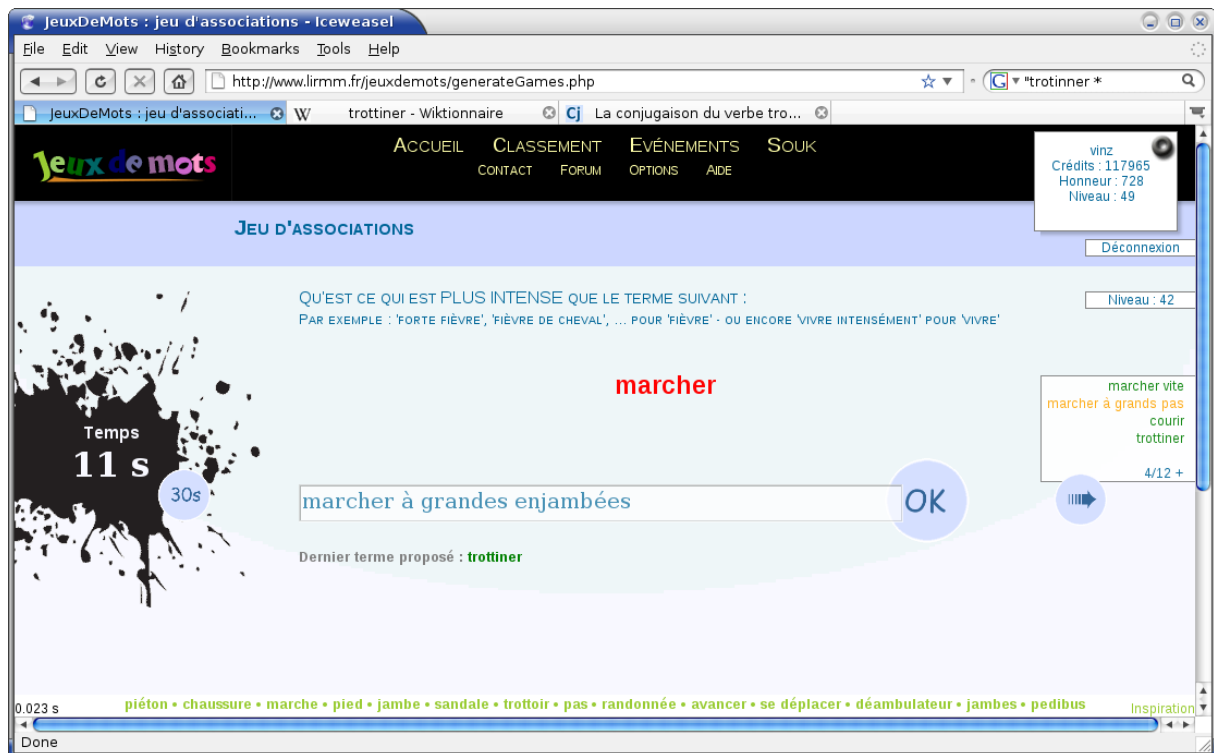 JeuxDeMots : jeu d'associations - Iceweasel
File Edit View History Bookmarks Tools Help
http://www.lirmm.fr/jeuxdemots/generateGames.php
"trotinner *
JeuxDeMots : jeu d'associati...
W trottiner - Wiktionnaire
Cj La conjugaison du verbe tro...
Jeux de mots
Accueil Classement Evénements Souk
Contact Forum Options Aide
vinz
Crédits : 117965
Honneur : 728
Niveau : 49
Jeu d'associations
Déconnexion
Qu'est ce qui est PLUS INTENSE que le terme suivant :
Par exemple : 'forte fièvre', 'fièvre de cheval', ... pour 'fièvre' - ou encore 'vivre intensément' pour 'vivre'
Niveau : 42
marcher
marcher vite
marcher à grands pas
courir
trottiner
4/12 +
Temps
11 s
30s
marcher à grandes enjambées
OK
Dernier terme proposé : trottiner
0.023 s
piéton • chaussure • marche • pied • jambe • sandale • trottoir • pas • randonnée • avancer • se déplacer • déambulateur • jambes • pedibus
Inspiration
Done